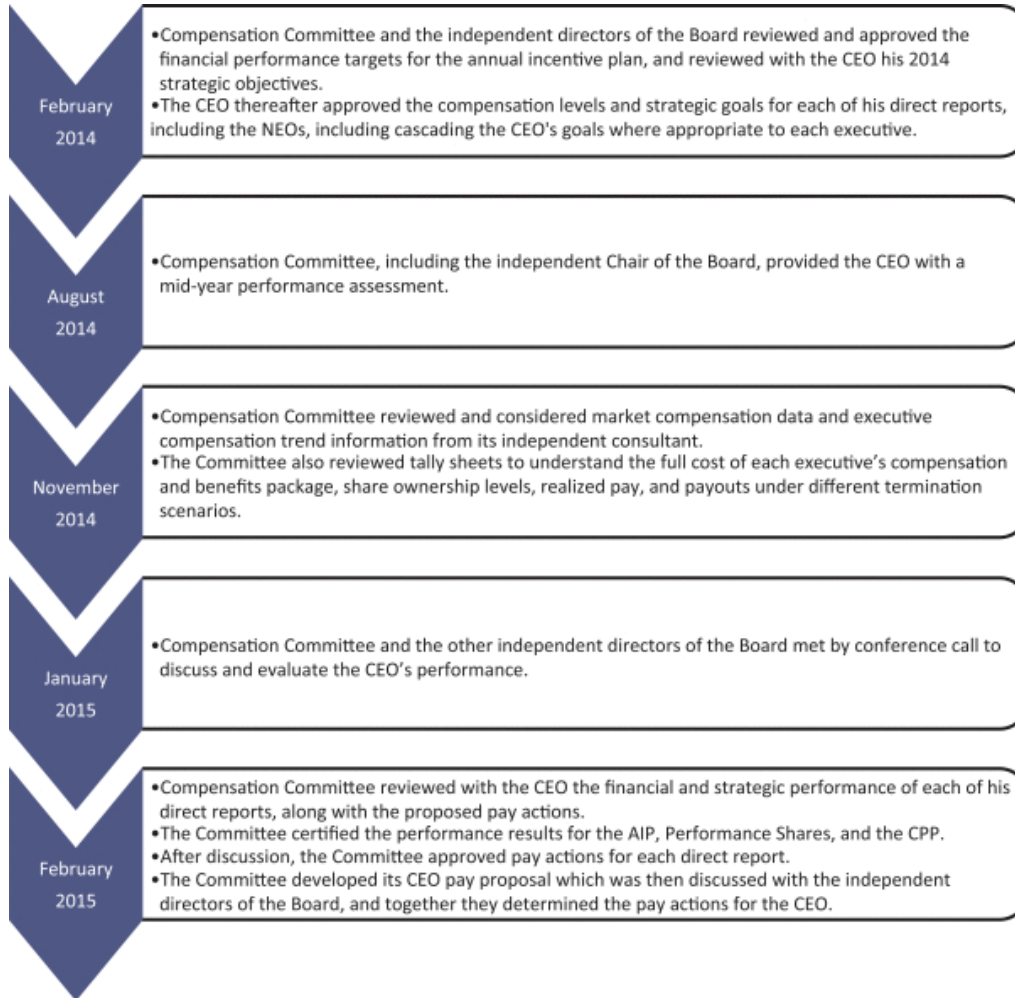 February
2014
•Compensation Committee and the independent directors of the Board reviewed and approved the
financial performance targets for the annual incentive plan, and reviewed with the CEO his 2014
strategic objectives.
•The CEO thereafter approved the compensation levels and strategic goals for each of his direct reports,
including the NEOs, including cascading the CEO's goals where appropriate to each executive.
August
2014
•Compensation Committee, including the independent Chair of the Board, provided the CEO with a
mid-year performance assessment.
November
2014
•Compensation Committee reviewed and considered market compensation data and executive
compensation trend information from its independent consultant.
•The Committee also reviewed tally sheets to understand the full cost of each executive’s compensation
and benefits package, share ownership levels, realized pay, and payouts under different termination
scenarios.
January
2015
•Compensation Committee and the other independent directors of the Board met by conference call to
discuss and evaluate the CEO’s performance.
February
2015
•Compensation Committee reviewed with the CEO the financial and strategic performance of each of his
direct reports, along with the proposed pay actions.
•The Committee certified the performance results for the AIP, Performance Shares, and the CPP.
•After discussion, the Committee approved pay actions for each direct report.
•The Committee developed its CEO pay proposal which was then discussed with the independent
directors of the Board, and together they determined the pay actions for the CEO.